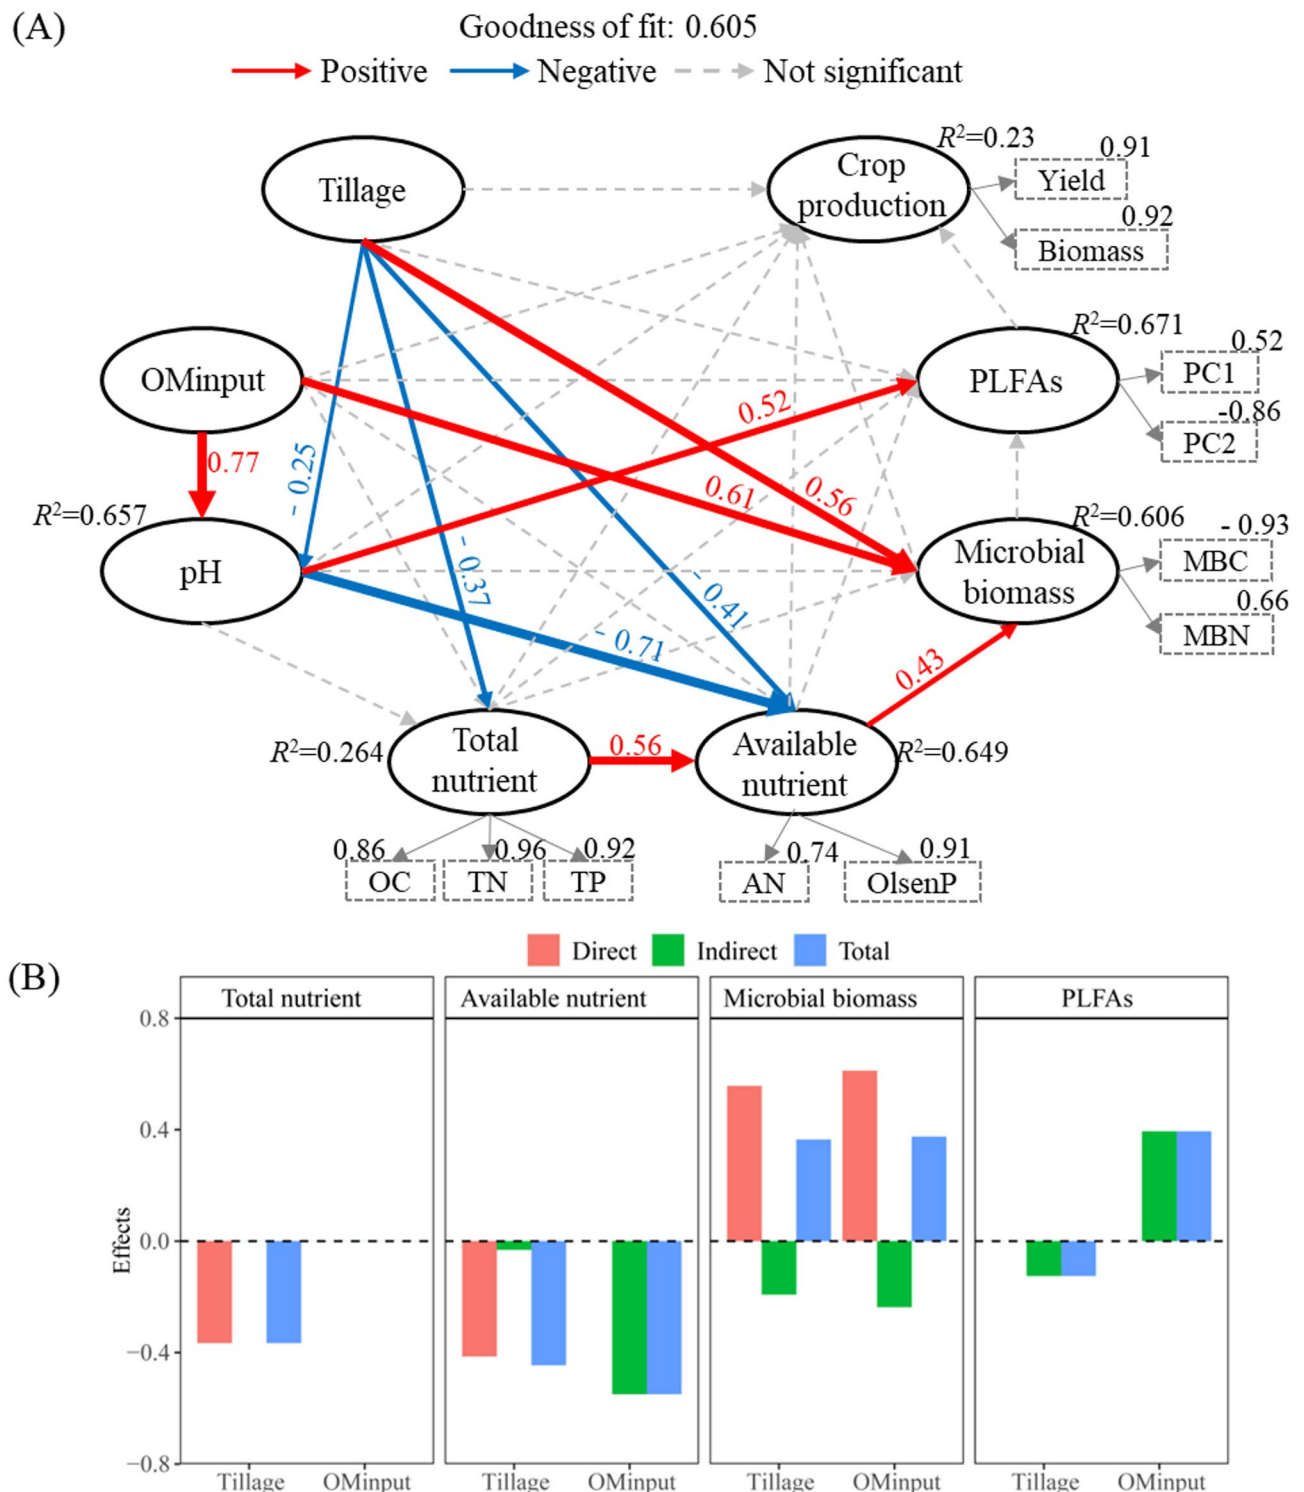 (A)
Goodness of fit: 0.605
Positive
Negative
Not significant
Tillage
Crop
production
R²=0.23
0.91
Yield
0.92
Biomass
OMinput
PLFAs
R²=0.671
0.52
PC1
-0.86
PC2
0.77
- 0.25
0.52
0.61
0.56
R²=0.657
pH
Microbial
biomass
R²=0.606
- 0.93
MBC
0.66
MBN
- 0.37
- 0.41
- 0.71
0.43
R²=0.264
Total
nutrient
0.56
Available
nutrient
R²=0.649
0.86
OC
0.96
TN
0.92
TP
0.74
AN
0.91
OlsenP
(B)
Direct
Indirect
Total
Total nutrient
Available nutrient
Microbial biomass
PLFAs
Effects
0.8
0.4
0.0
−0.4
−0.8
Tillage
OMinput
Tillage
OMinput
Tillage
OMinput
Tillage
OMinput